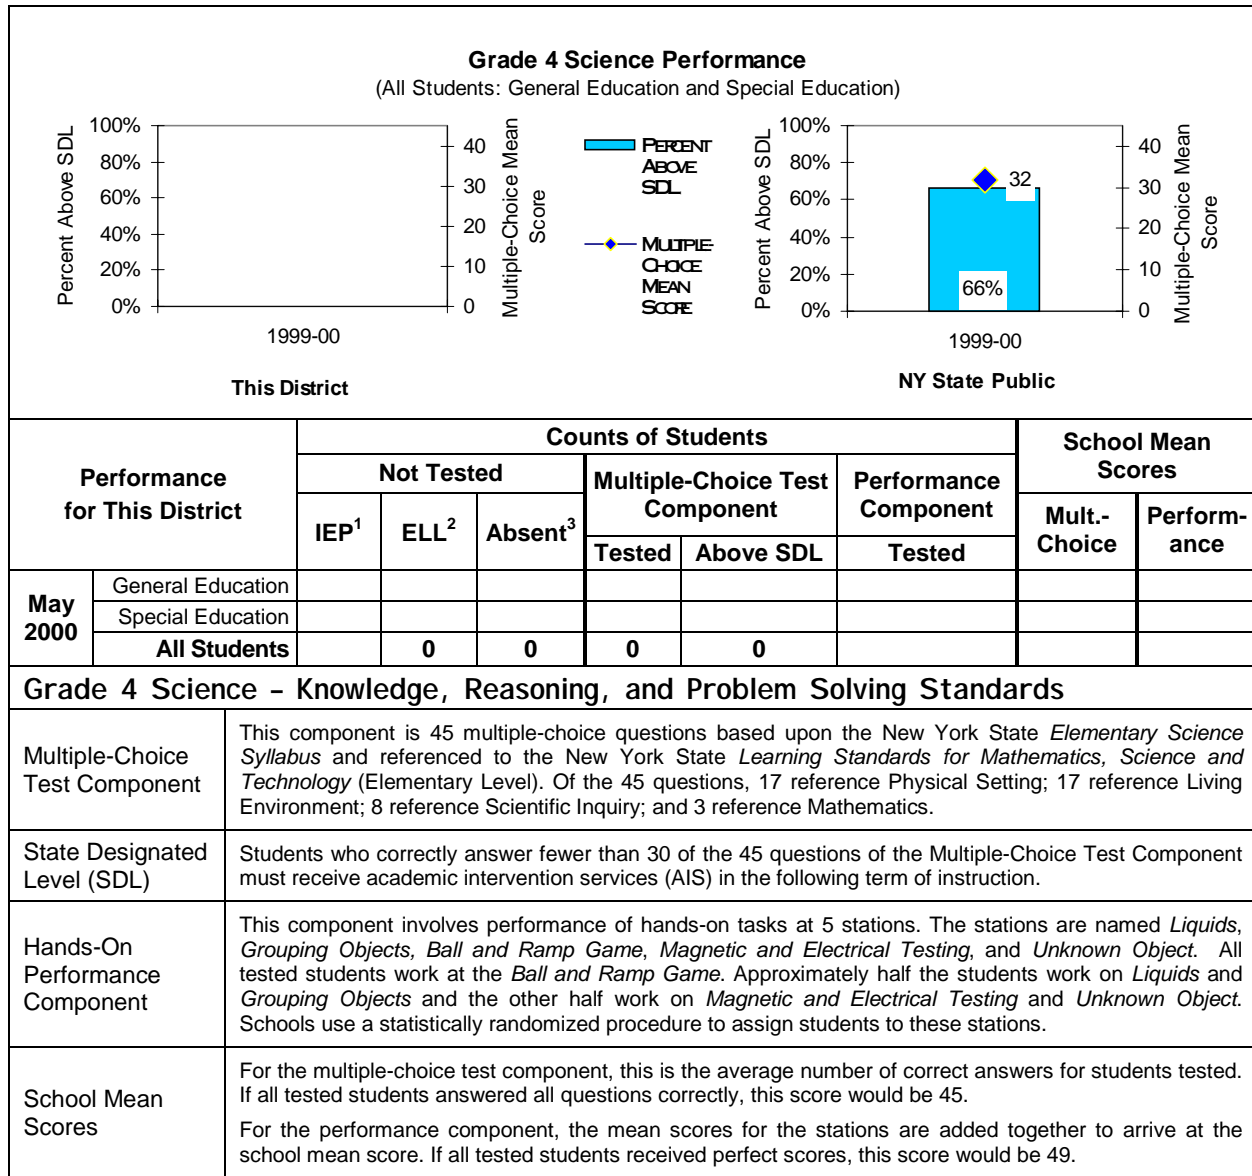 Grade 4 Science Performance
(All Students: General Education and Special Education)
Percent Above SDL
100%
80%
60%
40%
20%
0%
40
30
20
10
0
Multiple-Choice Mean Score
1999-00
This District
PERCENT
ABOVE
SDL
MULTIPLE-
CHOICE
MEAN
SCORE
Percent Above SDL
100%
80%
60%
40%
20%
0%
32
66%
40
30
20
10
0
Multiple-Choice Mean Score
1999-00
NY State Public
Performance
for This District
Counts of Students
School Mean
Scores
Not Tested
Multiple-Choice Test
Component
Performance
Component
IEP1
ELL2
Absent3
Tested
Above SDL
Tested
Mult.-
Choice
Perform-
ance
May
2000
General Education
Special Education
All Students 0 0 0 0
Grade 4 Science – Knowledge, Reasoning, and Problem Solving Standards
Multiple-Choice
Test Component
This component is 45 multiple-choice questions based upon the New York State Elementary Science
Syllabus and referenced to the New York State Learning Standards for Mathematics, Science and
Technology (Elementary Level). Of the 45 questions, 17 reference Physical Setting; 17 reference Living
Environment; 8 reference Scientific Inquiry; and 3 reference Mathematics.
State Designated
Level (SDL)
Students who correctly answer fewer than 30 of the 45 questions of the Multiple-Choice Test Component
must receive academic intervention services (AIS) in the following term of instruction.
Hands-On
Performance
Component
This component involves performance of hands-on tasks at 5 stations. The stations are named Liquids,
Grouping Objects, Ball and Ramp Game, Magnetic and Electrical Testing, and Unknown Object. All
tested students work at the Ball and Ramp Game. Approximately half the students work on Liquids and
Grouping Objects and the other half work on Magnetic and Electrical Testing and Unknown Object.
Schools use a statistically randomized procedure to assign students to these stations.
School Mean
Scores
For the multiple-choice test component, this is the average number of correct answers for students tested.
If all tested students answered all questions correctly, this score would be 45.
For the performance component, the mean scores for the stations are added together to arrive at the
school mean score. If all tested students received perfect scores, this score would be 49.